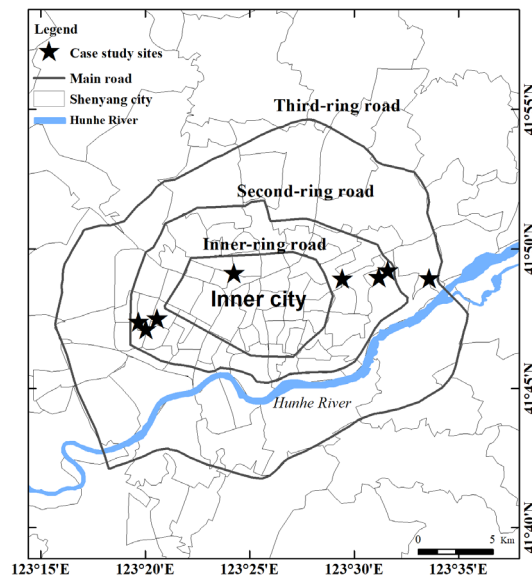 Legend
Case study sites
Main road
Shenyang city
Hunhe River
Third-ring road
Second-ring road
Inner-ring road
Inner city
Hunhe River
41°55'N
41°50'N
41°45'N
41°40'N
0 5 Km
123°15'E 123°20'E 123°25'E 123°30'E 123°35'E